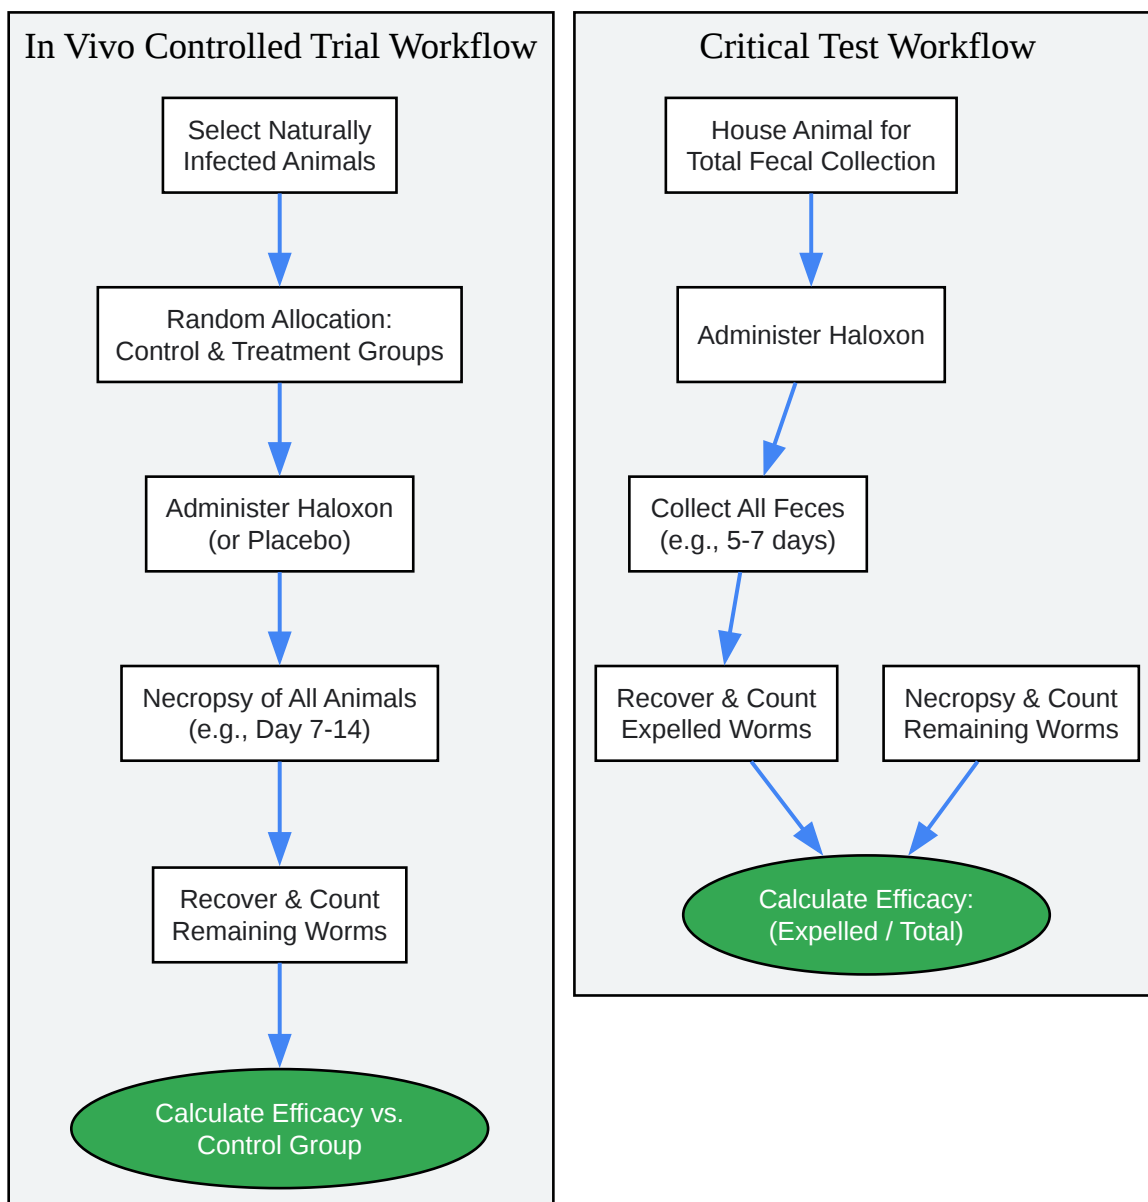 In Vivo Controlled Trial Workflow
Select Naturally
Infected Animals
Random Allocation:
Control & Treatment Groups
Administer Haloxon
(or Placebo)
Necropsy of All Animals
(e.g., Day 7-14)
Recover & Count
Remaining Worms
Calculate Efficacy vs.
Control Group
Critical Test Workflow
House Animal for
Total Fecal Collection
Administer Haloxon
Collect All Feces
(e.g., 5-7 days)
Recover & Count
Expelled Worms
Necropsy & Count
Remaining Worms
Calculate Efficacy:
(Expelled / Total)